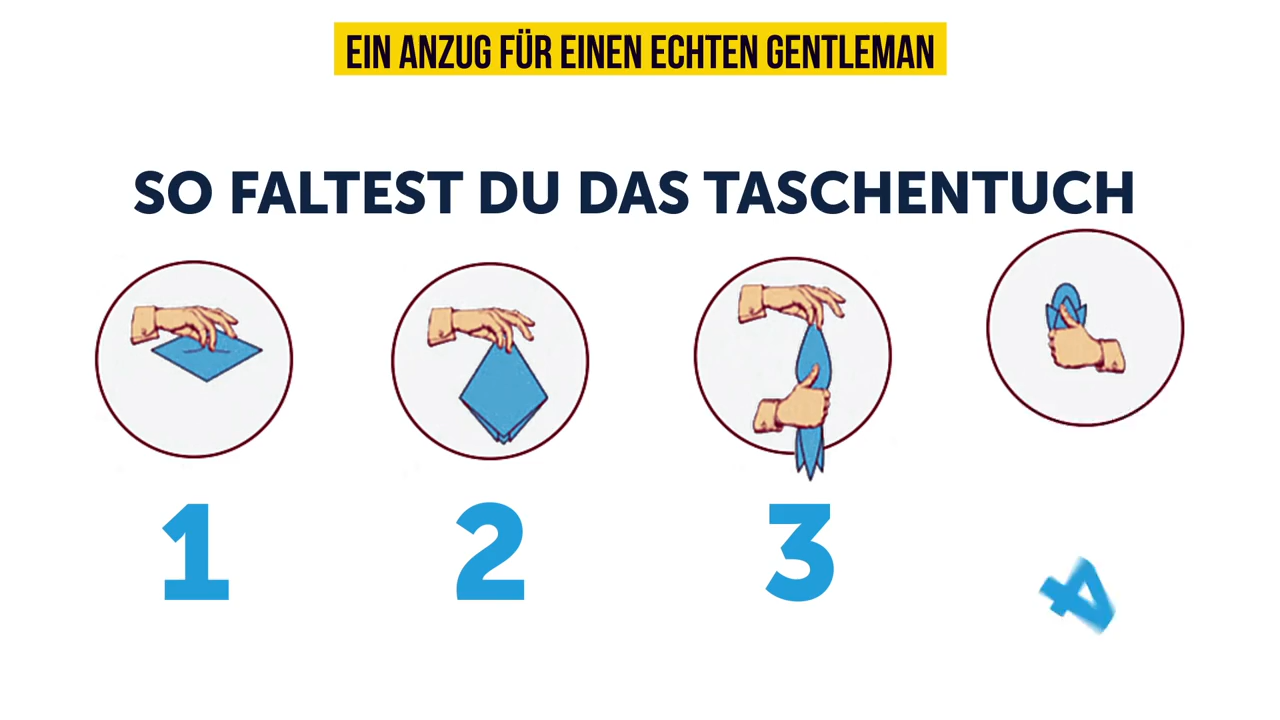 EIN ANZUG FÜR EINEN ECHTEN GENTLEMAN
SO FALTEST DU DAS TASCHENTUCH
1 2 3 4